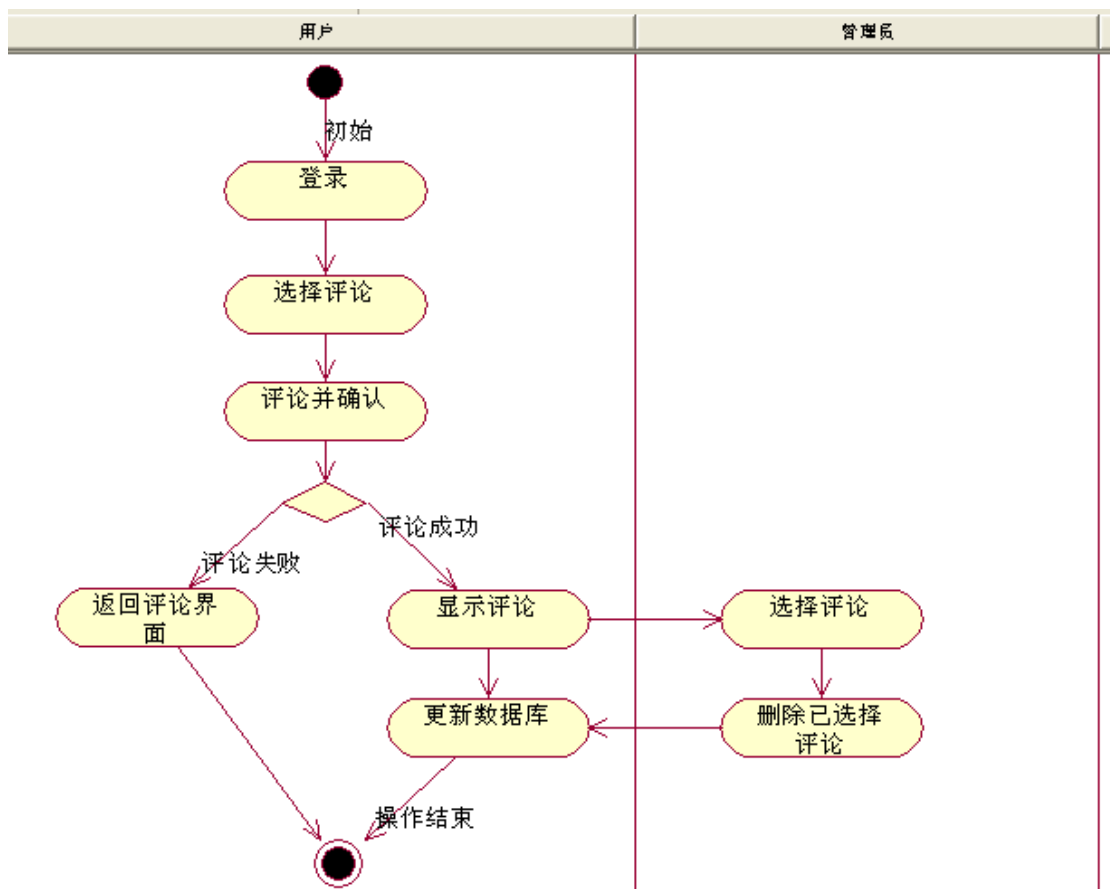 用户
管理员
初始
登录
选择评论
评论并确认
评论成功
评论失败
返回评论界
面
显示评论
选择评论
更新数据库
删除已选择
评论
操作结束